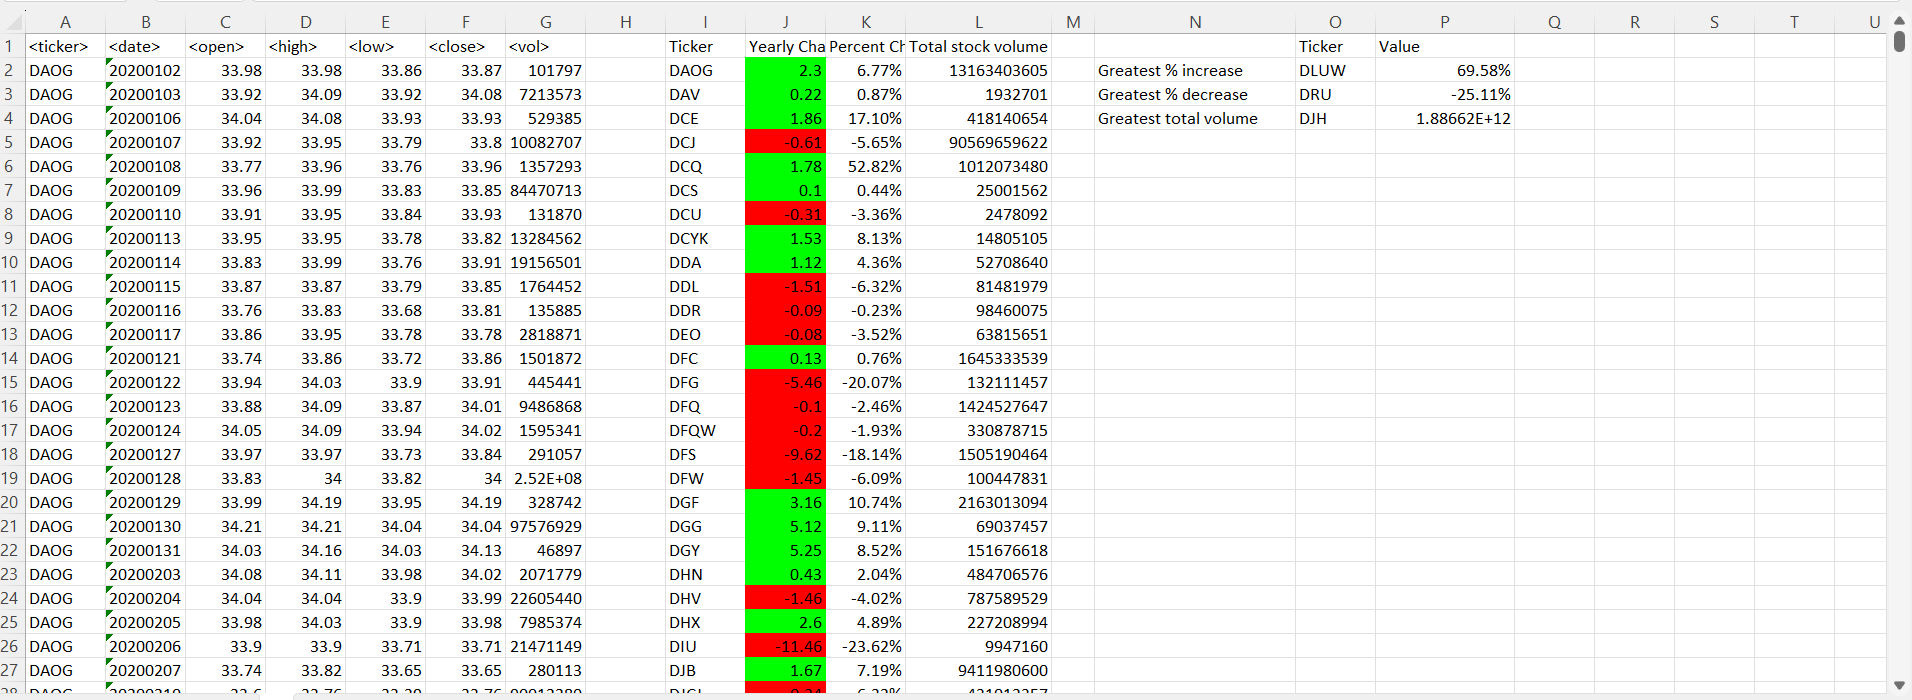 A B C D E F G H I J K L M N O P Q R S T U
1 <ticker> <date> <open> <high> <low> <close> <vol> Ticker Yearly Cha Percent Ch Total stock volume Ticker Value
2 DAOG 20200102 33.98 33.98 33.86 33.87 101797 DAOG 2.3 6.77% 13163403605 Greatest % increase DLUW 69.58%
3 DAOG 20200103 33.92 34.09 33.92 34.08 7213573 DAV 0.22 0.87% 1932701 Greatest % decrease DRU -25.11%
4 DAOG 20200106 34.04 34.08 33.93 33.93 529385 DCE 1.86 17.10% 418140654 Greatest total volume DJH 1.88662E+12
5 DAOG 20200107 33.92 33.95 33.79 33.8 10082707 DCJ -0.61 -5.65% 90569659622
6 DAOG 20200108 33.77 33.96 33.76 33.96 1357293 DCQ 1.78 52.82% 1012073480
7 DAOG 20200109 33.96 33.99 33.83 33.85 84470713 DCS 0.1 0.44% 25001562
8 DAOG 20200110 33.91 33.95 33.84 33.93 131870 DCU -0.31 -3.36% 2478092
9 DAOG 20200113 33.95 33.95 33.78 33.82 13284562 DCYK 1.53 8.13% 14805105
10 DAOG 20200114 33.83 33.99 33.76 33.91 19156501 DDA 1.12 4.36% 52708640
11 DAOG 20200115 33.87 33.87 33.79 33.85 1764452 DDL -1.51 -6.32% 81481979
12 DAOG 20200116 33.76 33.83 33.68 33.81 135885 DDR -0.09 -0.23% 98460075
13 DAOG 20200117 33.86 33.95 33.78 33.78 2818871 DEO -0.08 -3.52% 63815651
14 DAOG 20200121 33.74 33.86 33.72 33.86 1501872 DFC 0.13 0.76% 1645333539
15 DAOG 20200122 33.94 34.03 33.9 33.91 445441 DFG -5.46 -20.07% 132111457
16 DAOG 20200123 33.88 34.09 33.87 34.01 9486868 DFQ -0.1 -2.46% 1424527647
17 DAOG 20200124 34.05 34.09 33.94 34.02 1595341 DFQW -0.2 -1.93% 330878715
18 DAOG 20200127 33.97 33.97 33.73 33.84 291057 DFS -9.62 -18.14% 1505190464
19 DAOG 20200128 33.83 34 33.82 34 2.52E+08 DFW -1.45 -6.09% 100447831
20 DAOG 20200129 33.99 34.19 33.95 34.19 328742 DGF 3.16 10.74% 2163013094
21 DAOG 20200130 34.21 34.21 34.04 34.04 97576929 DGG 5.12 9.11% 69037457
22 DAOG 20200131 34.03 34.16 34.03 34.13 46897 DGY 5.25 8.52% 151676618
23 DAOG 20200203 34.08 34.11 33.98 34.02 2071779 DHN 0.43 2.04% 484706576
24 DAOG 20200204 34.04 34.04 33.9 33.99 22605440 DHV -1.46 -4.02% 787589529
25 DAOG 20200205 33.98 34.03 33.9 33.98 7985374 DHX 2.6 4.89% 227208994
26 DAOG 20200206 33.9 33.9 33.71 33.71 21471149 DIU -11.46 -23.62% 9947160
27 DAOG 20200207 33.74 33.82 33.65 33.65 280113 DJB 1.67 7.19% 9411980600